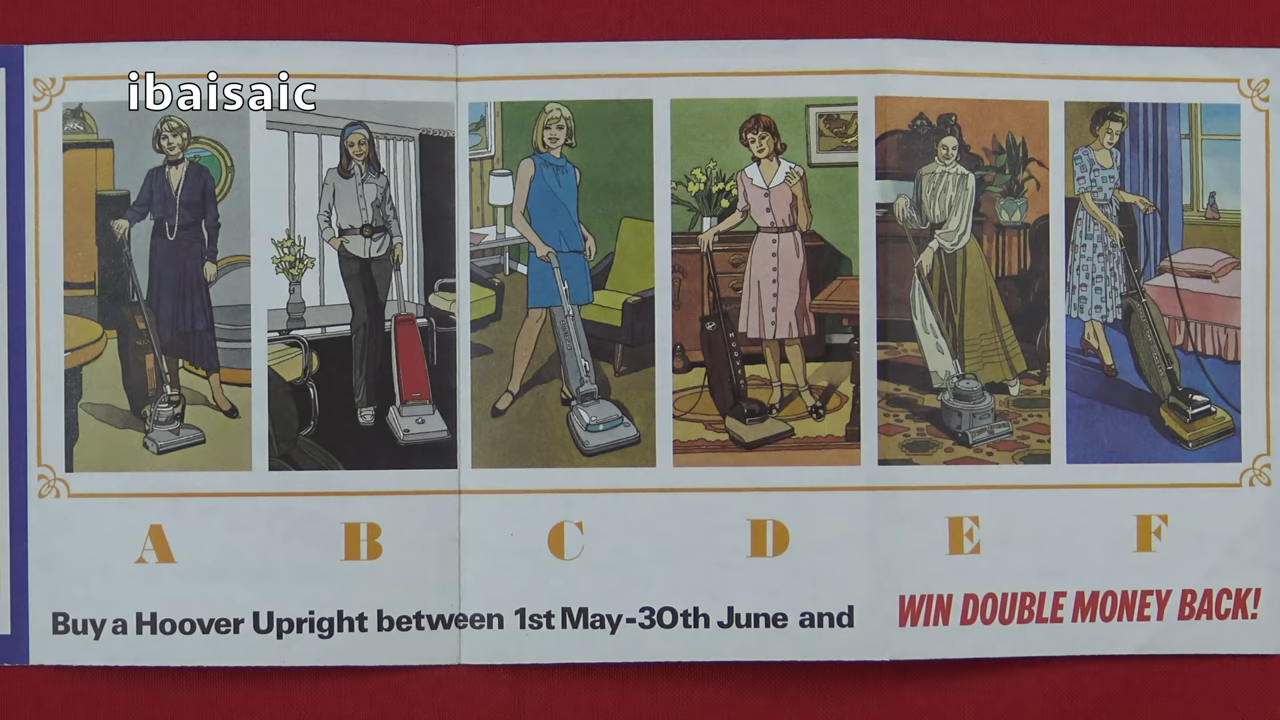 ibaisaic
A B C D E F
Buy a Hoover Upright between 1st May-30th June and WIN DOUBLE MONEY BACK!